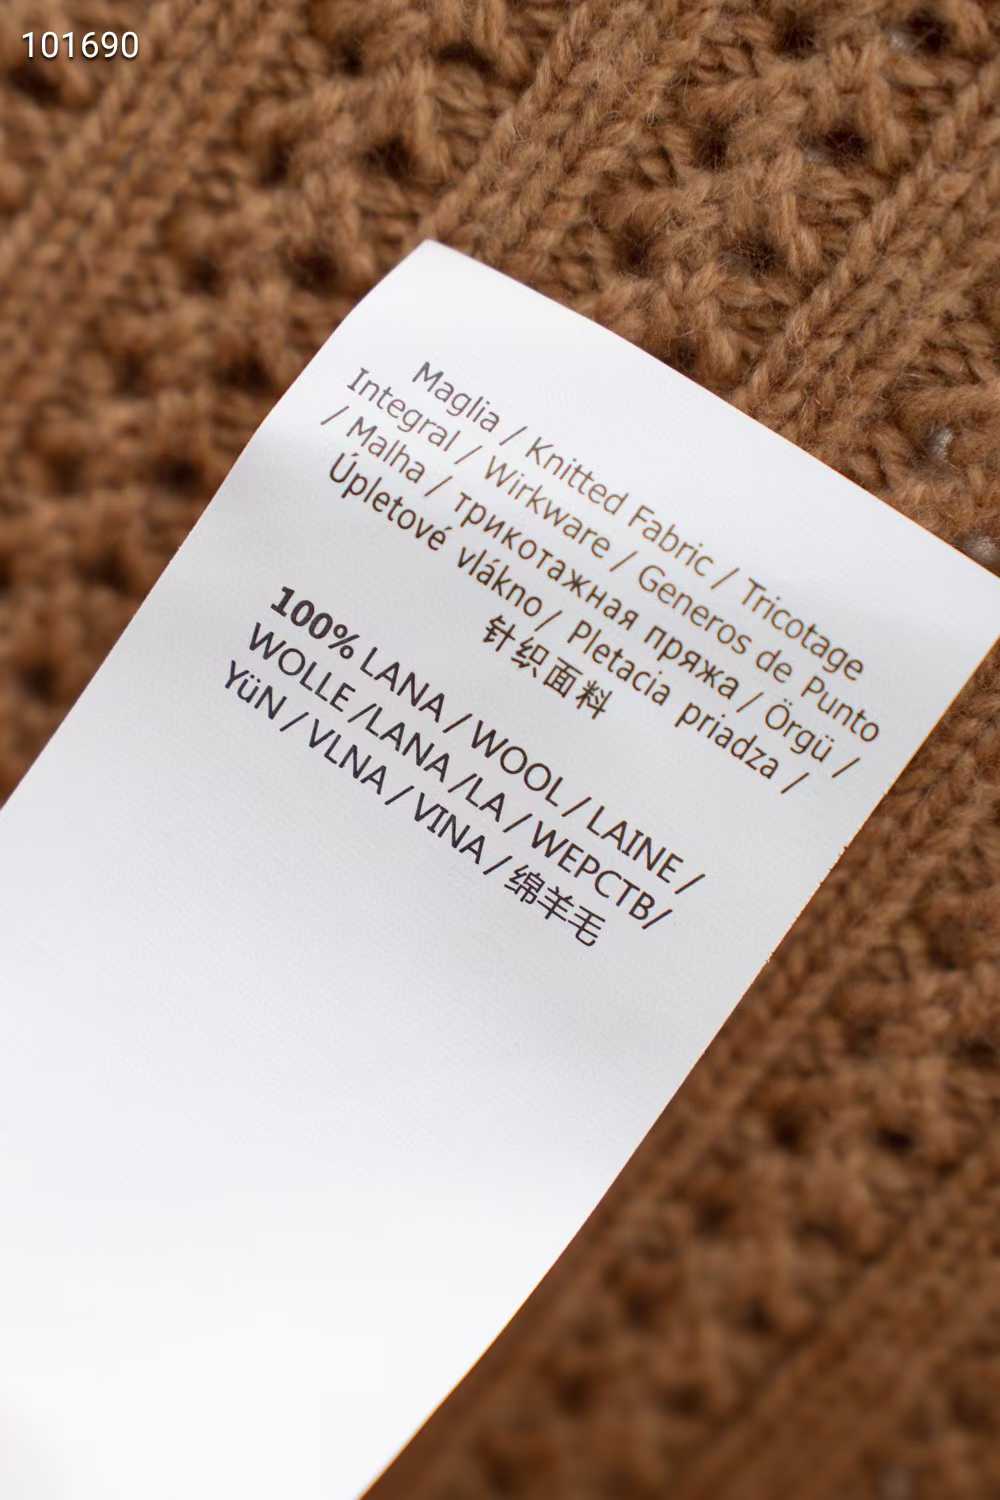 101690
Maglia / Knitted Fabric / Tricotage
Integral / Wirkware / Generos de Punto
/ Malha / трикотажная пряжа / Örgü /
Úpletové vlákno / Pletacia priadza /
针织面料
100% LANA / WOOL / LAINE /
WOLLE /LANA /LA / WEPCTB/
YüN / VLNA / VINA / 绵羊毛